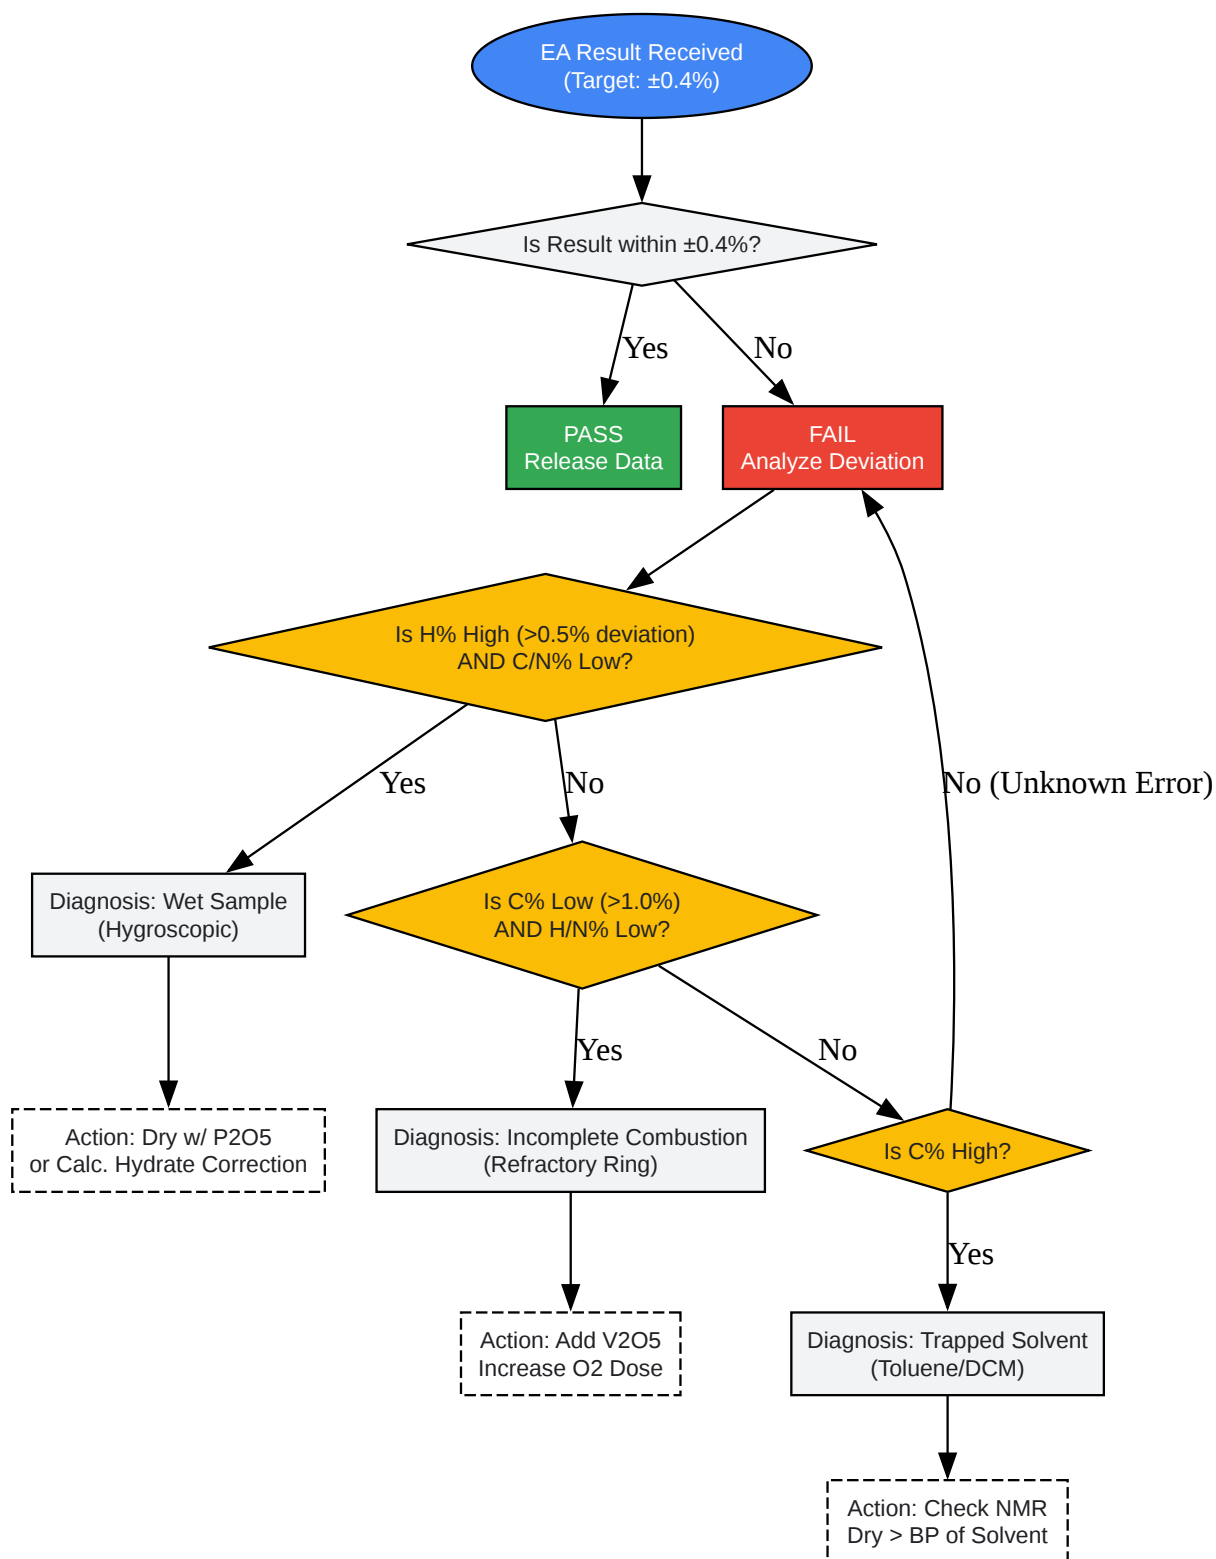 EA Result Received
(Target: ±0.4%)
Is Result within ±0.4%?
Yes
No
PASS
Release Data
FAIL
Analyze Deviation
Is H% High (>0.5% deviation)
AND C/N% Low?
Yes
No
No (Unknown Error)
Diagnosis: Wet Sample
(Hygroscopic)
Is C% Low (>1.0%)
AND H/N% Low?
Yes
No
Action: Dry w/ P2O5
or Calc. Hydrate Correction
Diagnosis: Incomplete Combustion
(Refractory Ring)
Is C% High?
Yes
Action: Add V2O5
Increase O2 Dose
Diagnosis: Trapped Solvent
(Toluene/DCM)
Action: Check NMR
Dry > BP of Solvent